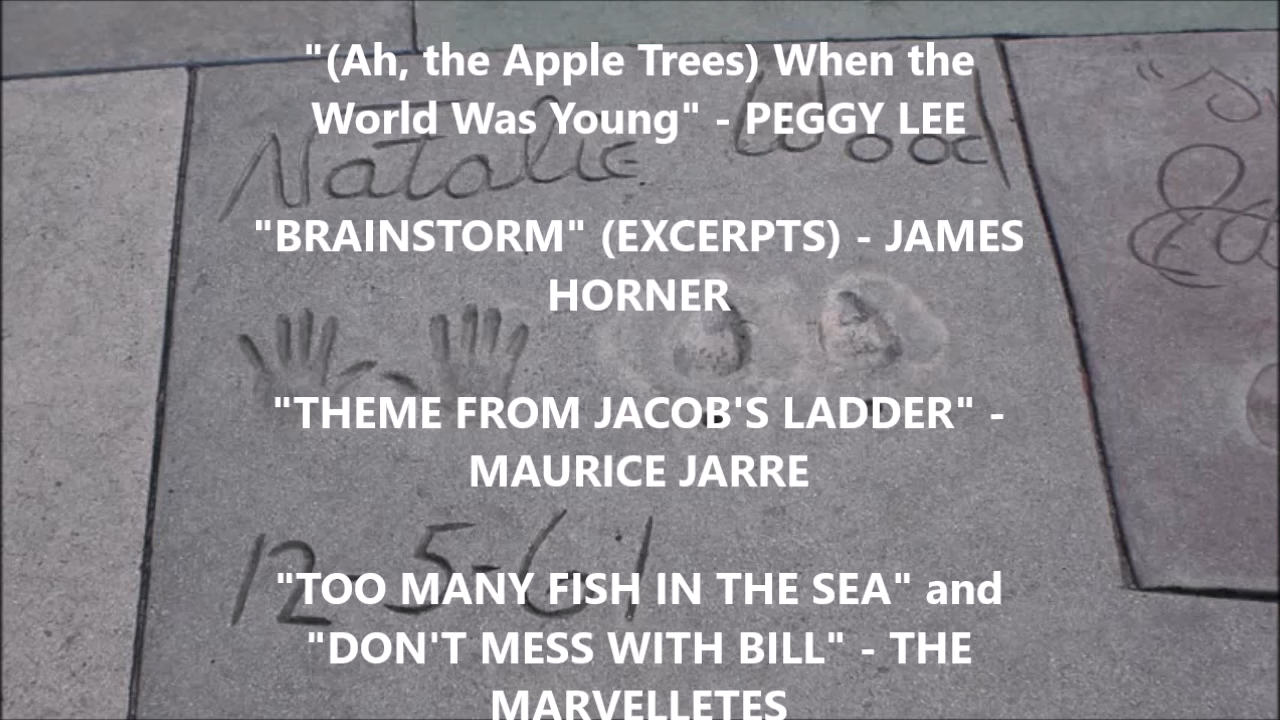 "(Ah, the Apple Trees) When the
World Was Young" - PEGGY LEE
Natalie Wood
"BRAINSTORM" (EXCERPTS) - JAMES
HORNER
"THEME FROM JACOB'S LADDER" -
MAURICE JARRE
12-5-61
"TOO MANY FISH IN THE SEA" and
"DON'T MESS WITH BILL" - THE
MARVELLETES